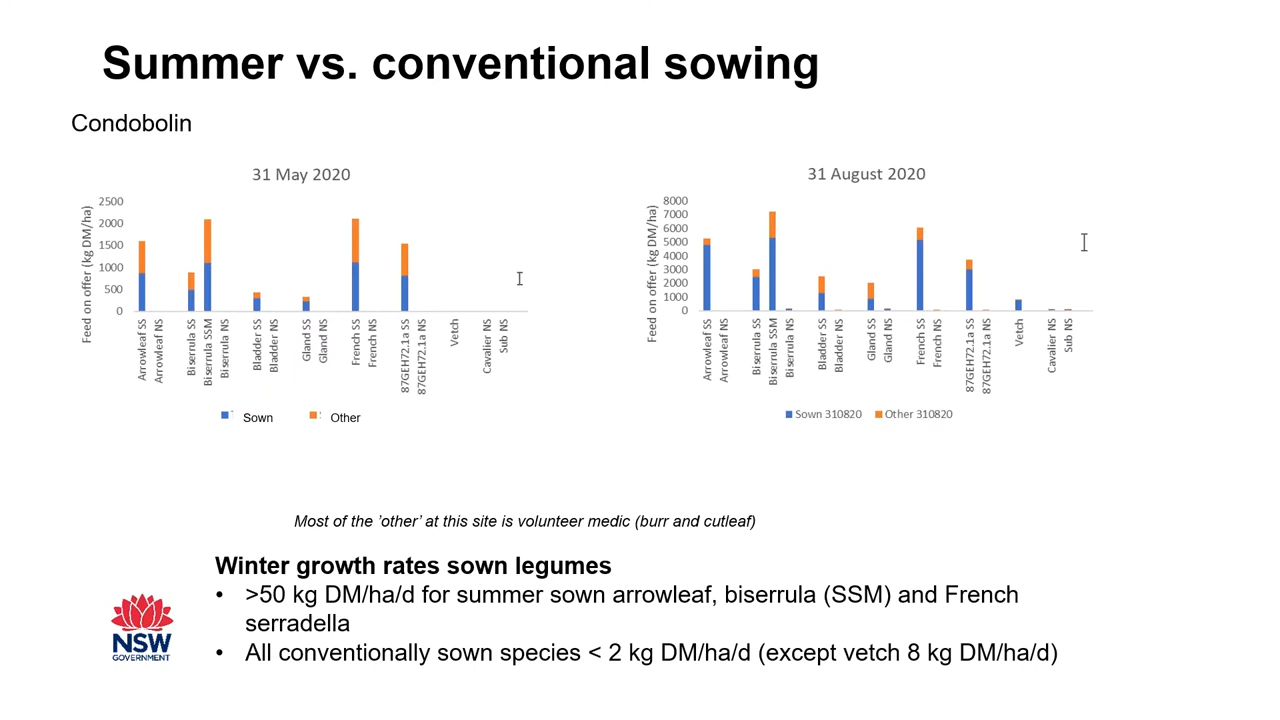 Summer vs. conventional sowing
Condobolin
31 May 2020
Feed on offer (kg DM/ha)
2500
2000
1500
1000
500
0
Arrowleaf SS
Arrowleaf NS
Biserrula SS
Biserrula SSM
Biserrula NS
Bladder SS
Bladder NS
Gland SS
Gland NS
French SS
French NS
87GEH72.1a SS
87GEH72.1a NS
Vetch
Cavalier NS
Sub NS
Sown
Other
31 August 2020
Feed on offer (kg DM/ha)
8000
7000
6000
5000
4000
3000
2000
1000
0
Arrowleaf SS
Arrowleaf NS
Biserrula SS
Biserrula SSM
Biserrula NS
Bladder SS
Bladder NS
Gland SS
Gland NS
French SS
French NS
87GEH72.1a SS
87GEH72.1a NS
Vetch
Cavalier NS
Sub NS
Sown 310820
Other 310820
Most of the 'other' at this site is volunteer medic (burr and cutleaf)
Winter growth rates sown legumes
• >50 kg DM/ha/d for summer sown arrowleaf, biserrula (SSM) and French
serradella
• All conventionally sown species < 2 kg DM/ha/d (except vetch 8 kg DM/ha/d)
NSW
GOVERNMENT